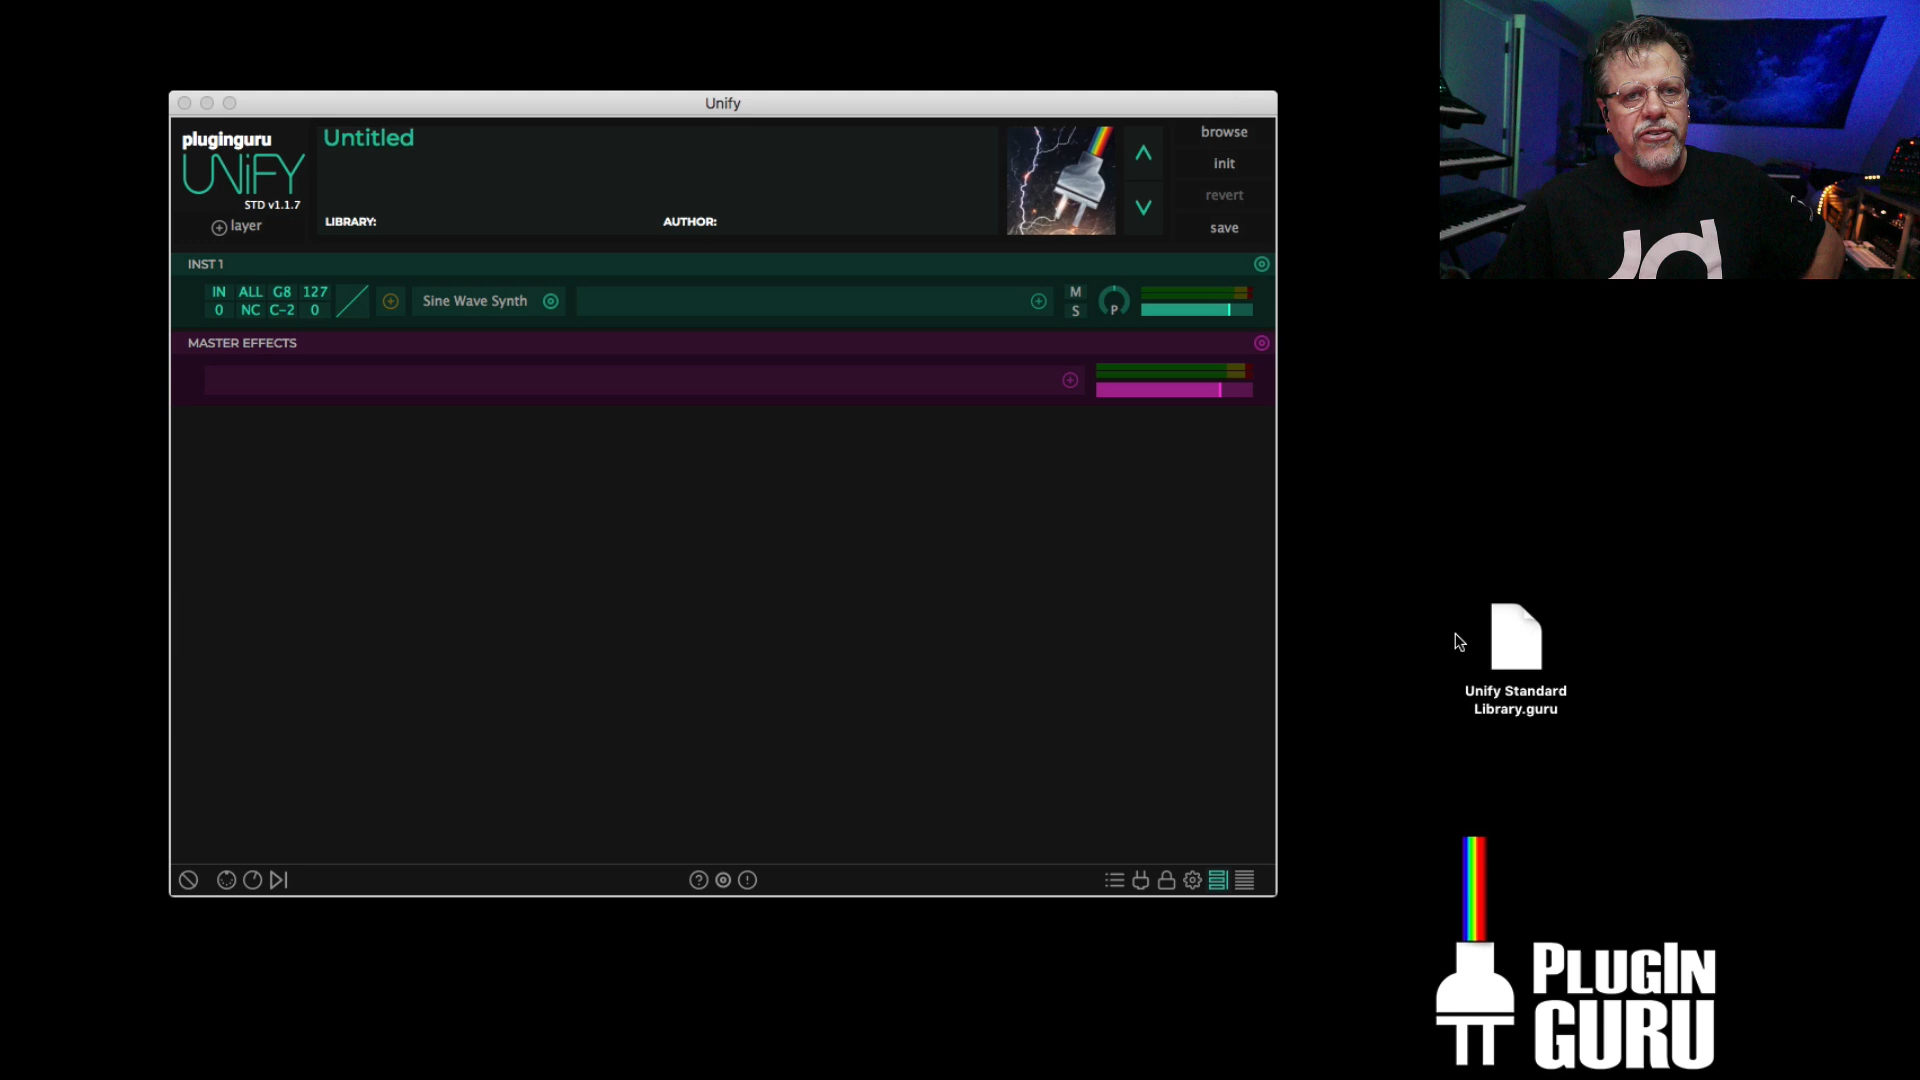 Unify
pluginguru
UNiFY
STD v1.1.7
layer
Untitled
LIBRARY:
AUTHOR:
browse
init
revert
save
INST 1
IN ALL G8 127
0 NC C-2 0
Sine Wave Synth
M
S
P
MASTER EFFECTS
Unify Standard
Library.guru
PLUGIN
GURU